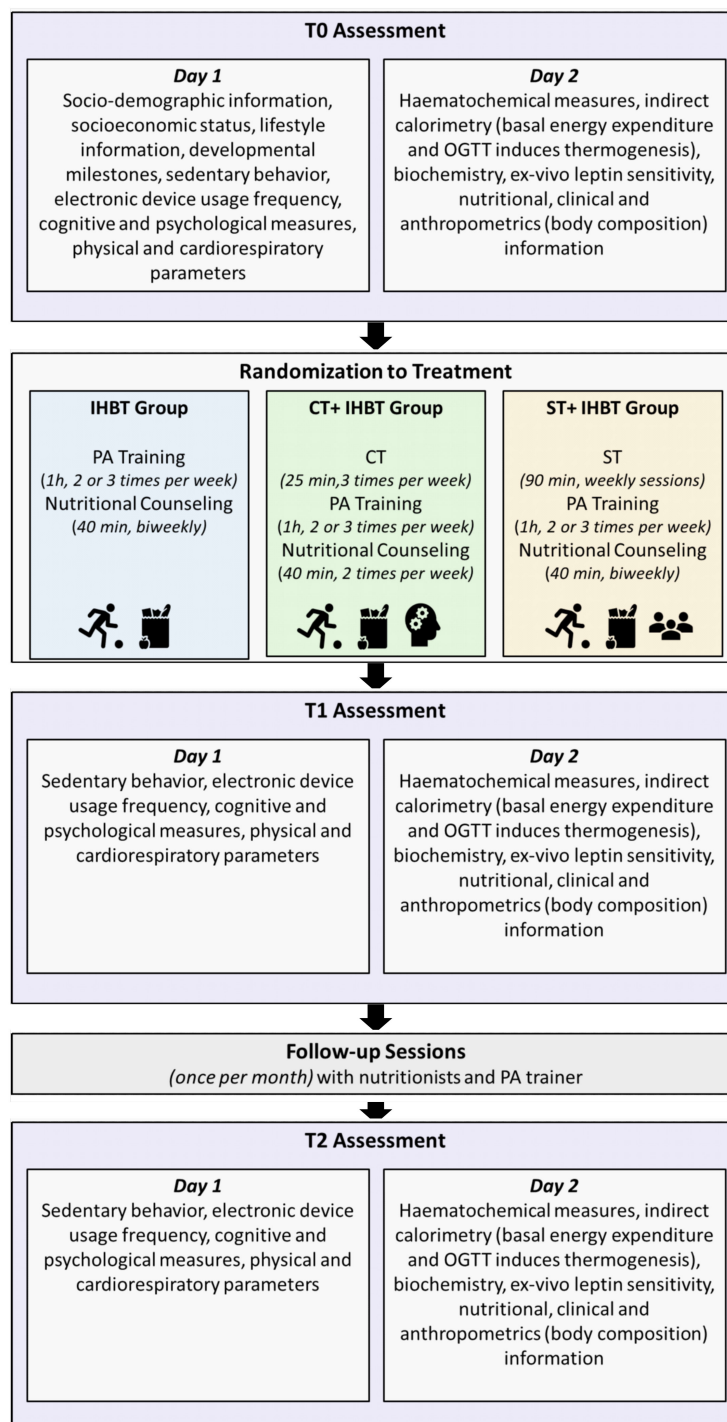 T0 Assessment
Day 1
Socio-demographic information,
socioeconomic status, lifestyle
information, developmental
milestones, sedentary behavior,
electronic device usage frequency,
cognitive and psychological measures,
physical and cardiorespiratory
parameters
Day 2
Haematochemical measures, indirect
calorimetry (basal energy expenditure
and OGTT induces thermogenesis),
biochemistry, ex-vivo leptin sensitivity,
nutritional, clinical and
anthropometrics (body composition)
information
Randomization to Treatment
IHBT Group
PA Training
(1h, 2 or 3 times per week)
Nutritional Counseling
(40 min, biweekly)
CT+ IHBT Group
CT
(25 min,3 times per week)
PA Training
(1h, 2 or 3 times per week)
Nutritional Counseling
(40 min, 2 times per week)
ST+ IHBT Group
ST
(90 min, weekly sessions)
PA Training
(1h, 2 or 3 times per week)
Nutritional Counseling
(40 min, biweekly)
T1 Assessment
Day 1
Sedentary behavior, electronic device
usage frequency, cognitive and
psychological measures, physical and
cardiorespiratory parameters
Day 2
Haematochemical measures, indirect
calorimetry (basal energy expenditure
and OGTT induces thermogenesis),
biochemistry, ex-vivo leptin sensitivity,
nutritional, clinical and
anthropometrics (body composition)
information
Follow-up Sessions
(once per month) with nutritionists and PA trainer
T2 Assessment
Day 1
Sedentary behavior, electronic device
usage frequency, cognitive and
psychological measures, physical and
cardiorespiratory parameters
Day 2
Haematochemical measures, indirect
calorimetry (basal energy expenditure
and OGTT induces thermogenesis),
biochemistry, ex-vivo leptin sensitivity,
nutritional, clinical and
anthropometrics (body composition)
information